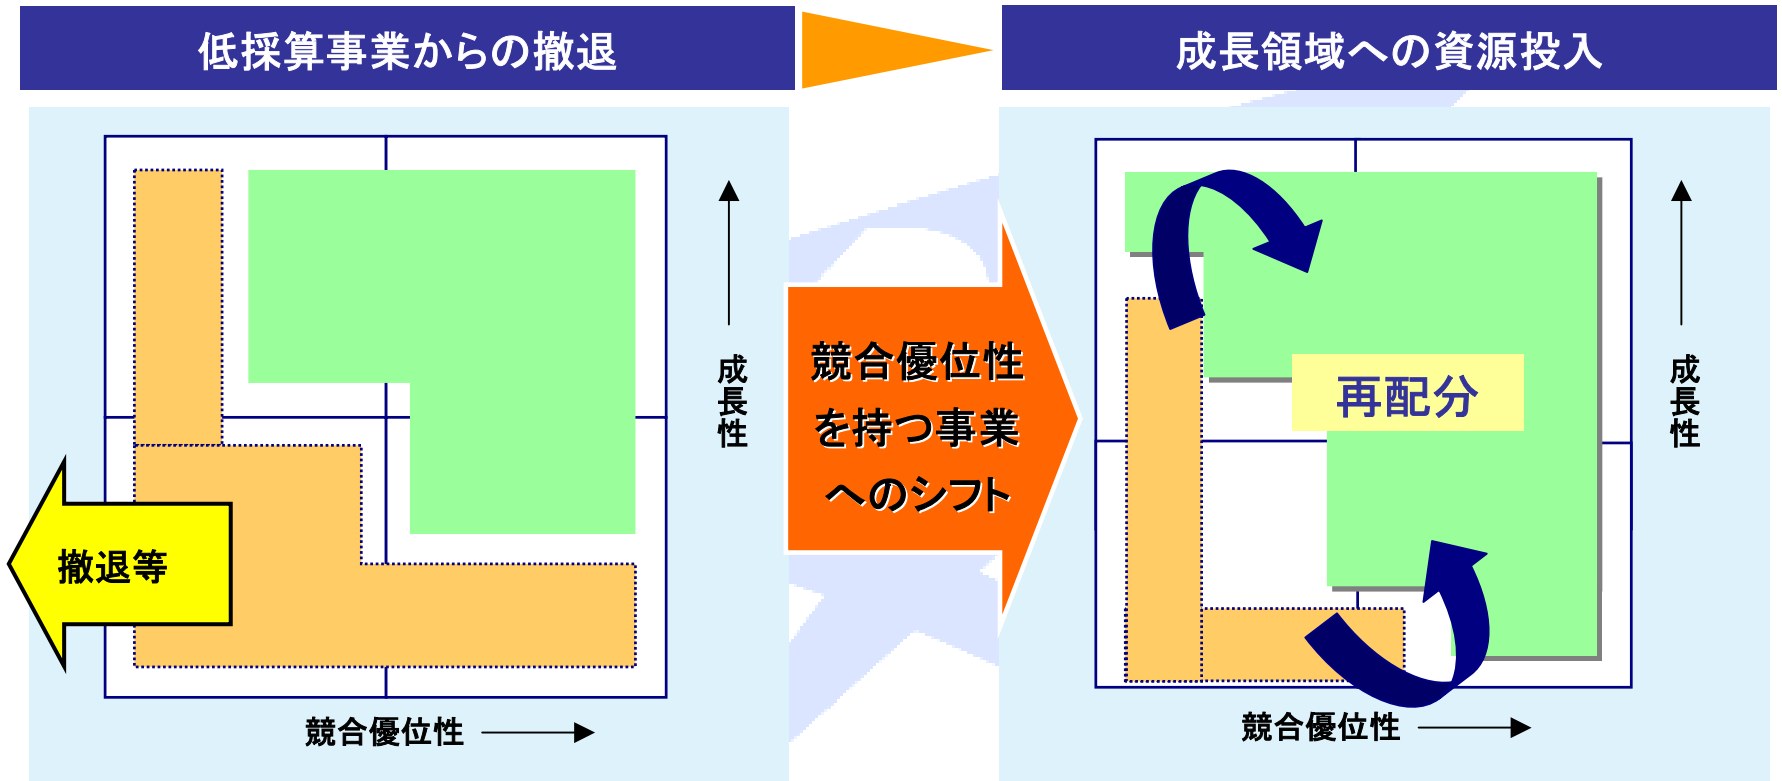 低採算事業からの撤退
成長領域への資源投入
成長性
撤退等
競合優位性
競合優位性
を持つ事業
へのシフト
再配分
成長性
競合優位性